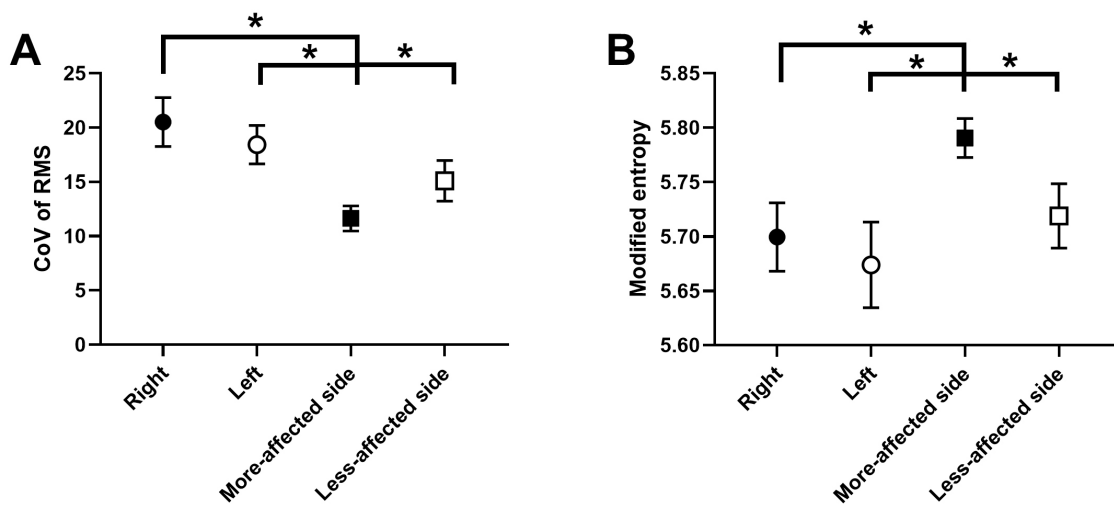 A
* * *
CoV of RMS
25
20
15
10
5
0
Right
Left
More-affected side
Less-affected side
B
* * *
Modified entropy
5.85
5.80
5.75
5.70
5.65
5.60
Right
Left
More-affected side
Less-affected side